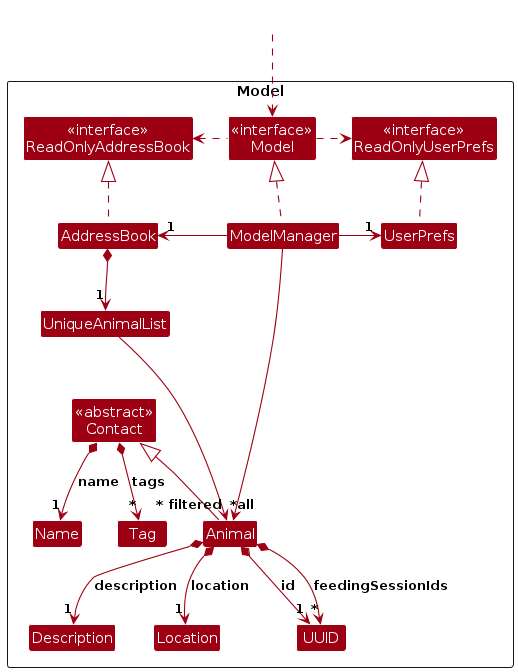 Model
«interface»
ReadOnlyAddressBook
«interface»
Model
«interface»
ReadOnlyUserPrefs
AddressBook
1
ModelManager
1
UserPrefs
1
UniqueAnimalList
«abstract»
Contact
name
tags
1
*
* filtered
*all
Name
Tag
Animal
description
location
id
feedingSessionIds
1
1
1
*
Description
Location
UUID